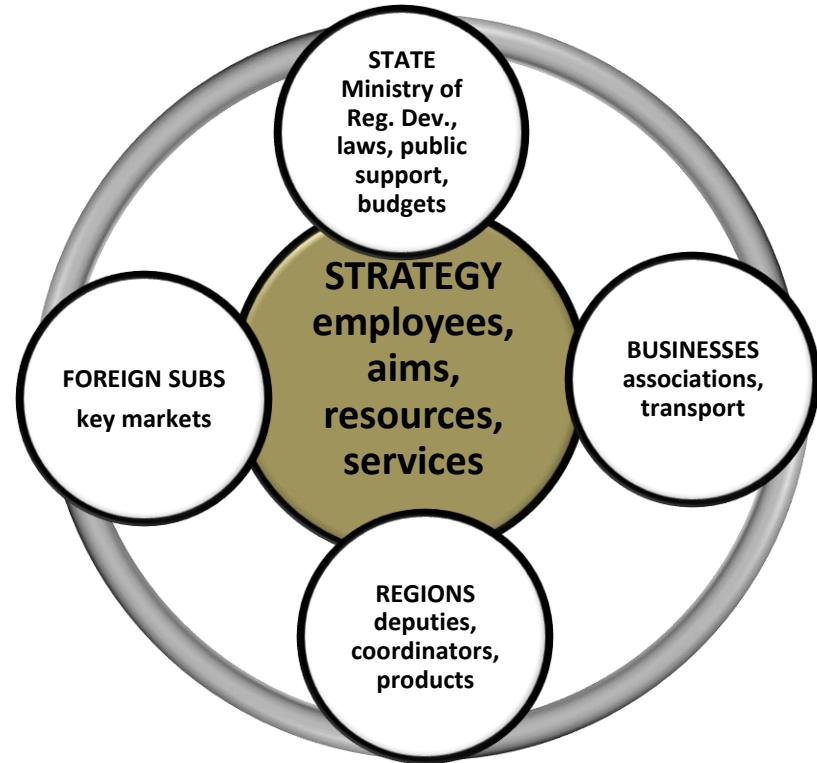 STATE
Ministry of
Reg. Dev.,
laws, public
support,
budgets
STRATEGY
employees,
aims,
resources,
services
FOREIGN SUBS
key markets
BUSINESSES
associations,
transport
REGIONS
deputies,
coordinators,
products